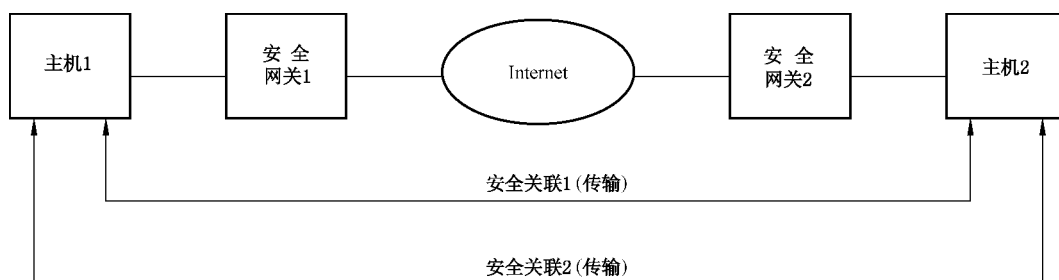 主机1
安 全
网关1
Internet
安 全
网关2
主机2
安全关联1(传输)
安全关联2(传输)